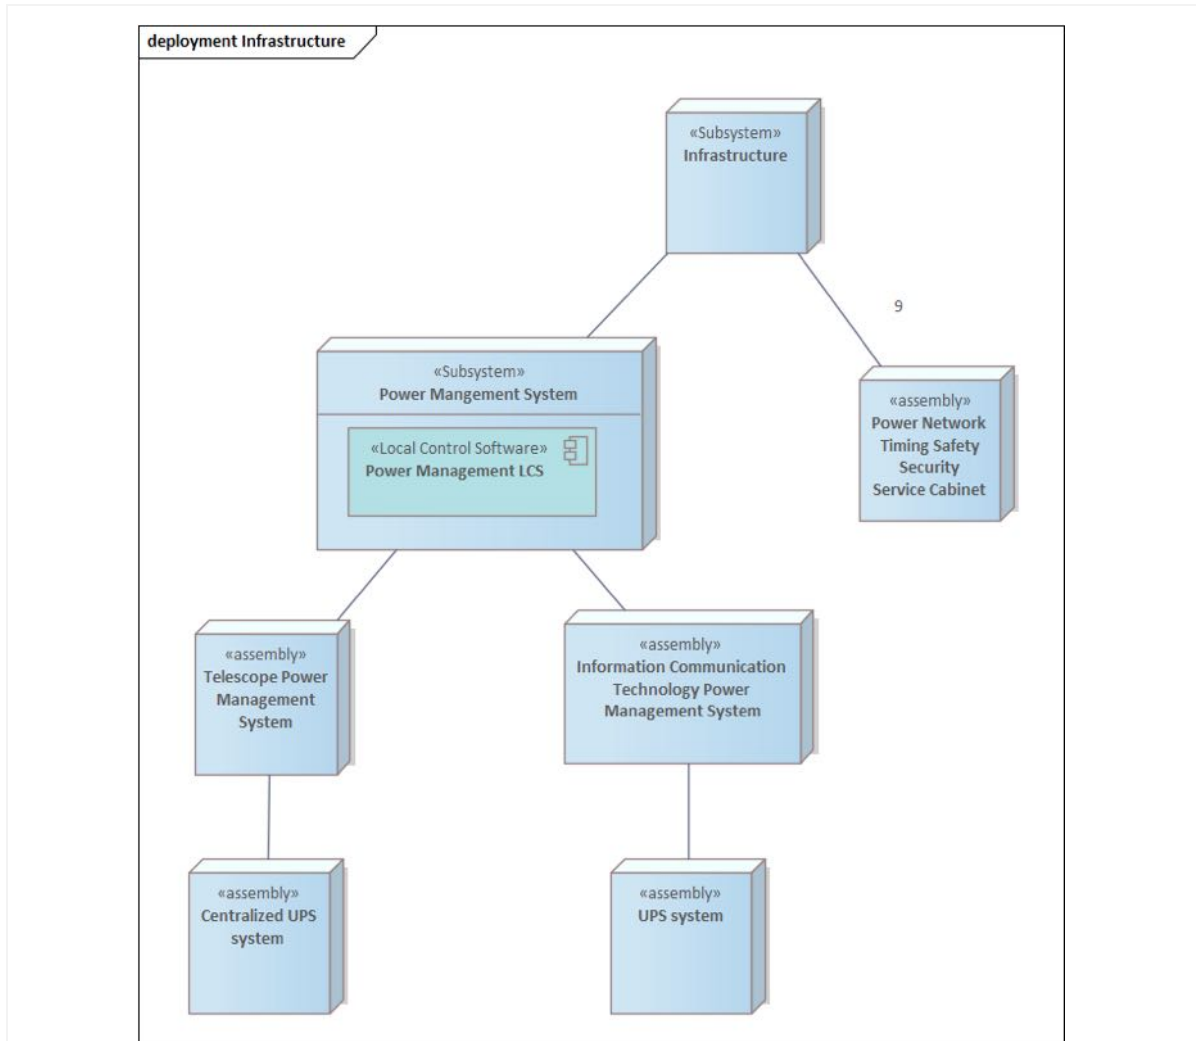 deployment Infrastructure
«Subsystem»
Infrastructure
9
«Subsystem»
Power Mangement System
«Local Control Software»
Power Management LCS
«assembly»
Power Network
Timing Safety
Security
Service Cabinet
«assembly»
Telescope Power
Management
System
«assembly»
Information Communication
Technology Power
Management System
«assembly»
Centralized UPS
system
«assembly»
UPS system